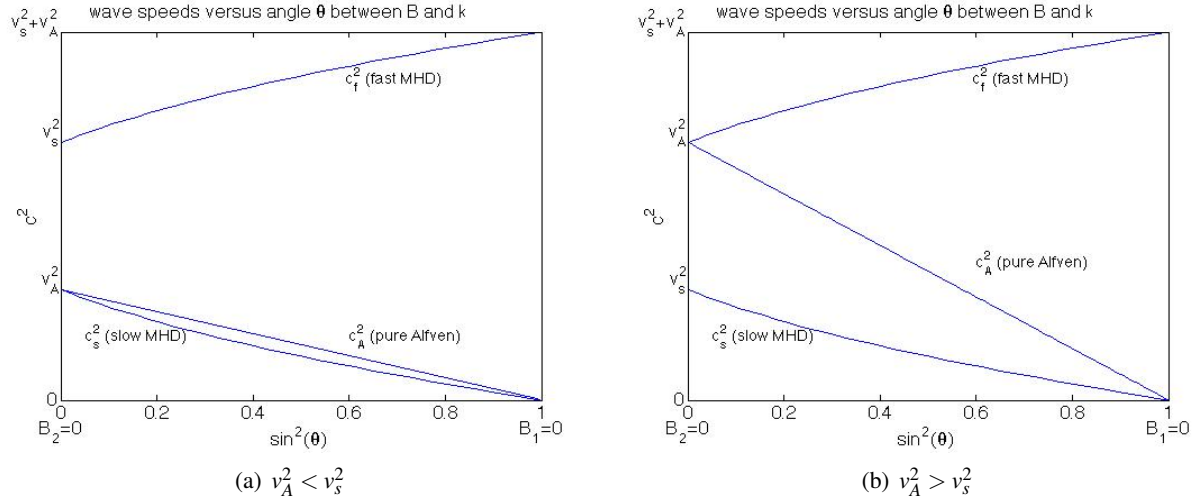 wave speeds versus angle θ between B and k
v_s^2+v_A^2
c_f^2 (fast MHD)
v_s^2
c^2
v_A^2
c_s^2 (slow MHD)
c_A^2 (pure Alfven)
0
0 0.2 0.4 0.6 0.8 1
B_2=0 sin^2(θ) B_1=0
(a) v_A^2 < v_s^2
wave speeds versus angle θ between B and k
v_s^2+v_A^2
c_f^2 (fast MHD)
v_A^2
c^2
c_A^2 (pure Alfven)
v_s^2
c_s^2 (slow MHD)
0
0 0.2 0.4 0.6 0.8 1
B_2=0 sin^2(θ) B_1=0
(b) v_A^2 > v_s^2